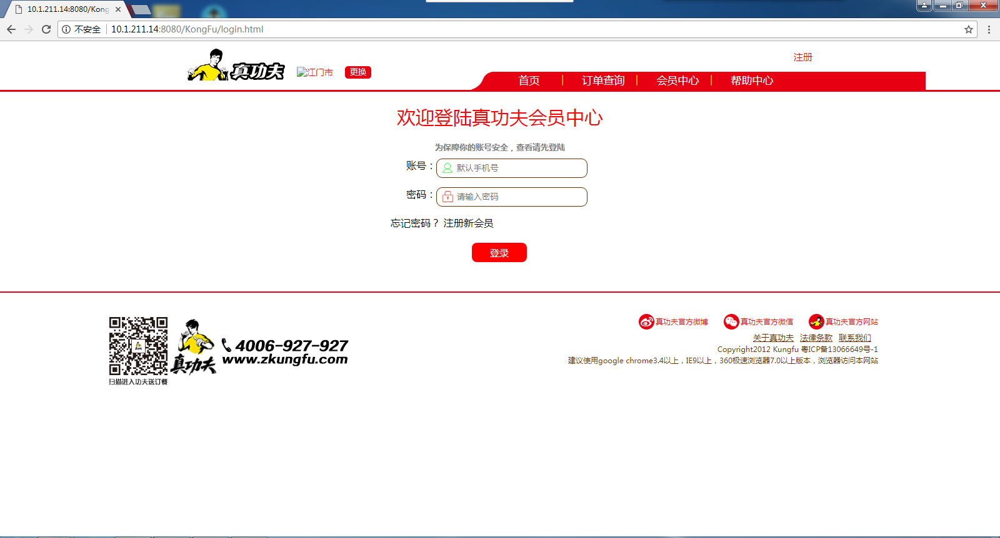 10.1.211.14:8080/Kong
不安全 10.1.211.14:8080/KongFu/login.html
注册
真功夫 江门市 更换
首页 订单查询 会员中心 帮助中心
欢迎登陆真功夫会员中心
为保障你的账号安全，查看请先登陆
账号： 默认手机号
密码： 请输入密码
忘记密码？ 注册新会员
登录
真功夫官方微博 真功夫官方微信 真功夫官方网站
关于真功夫 法律条款 联系我们
Copyright2012 Kungfu 粤ICP备13066649号-1
建议使用google chrome3.4以上，IE9以上，360极速浏览器7.0以上版本，浏览器访问本网站
4006-927-927
www.zkungfu.com
真功夫
扫描进入功夫送订餐